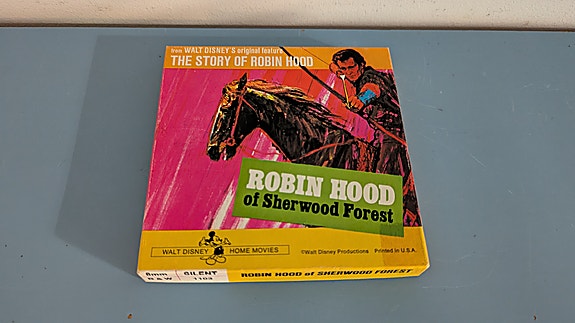 from WALT DISNEY'S original feature
THE STORY OF ROBIN HOOD
ROBIN HOOD
of Sherwood Forest
WALT DISNEY HOME MOVIES
©Walt Disney Productions Printed in U.S.A.
8mm SILENT ROBIN HOOD of SHERWOOD FOREST
B & W 1103